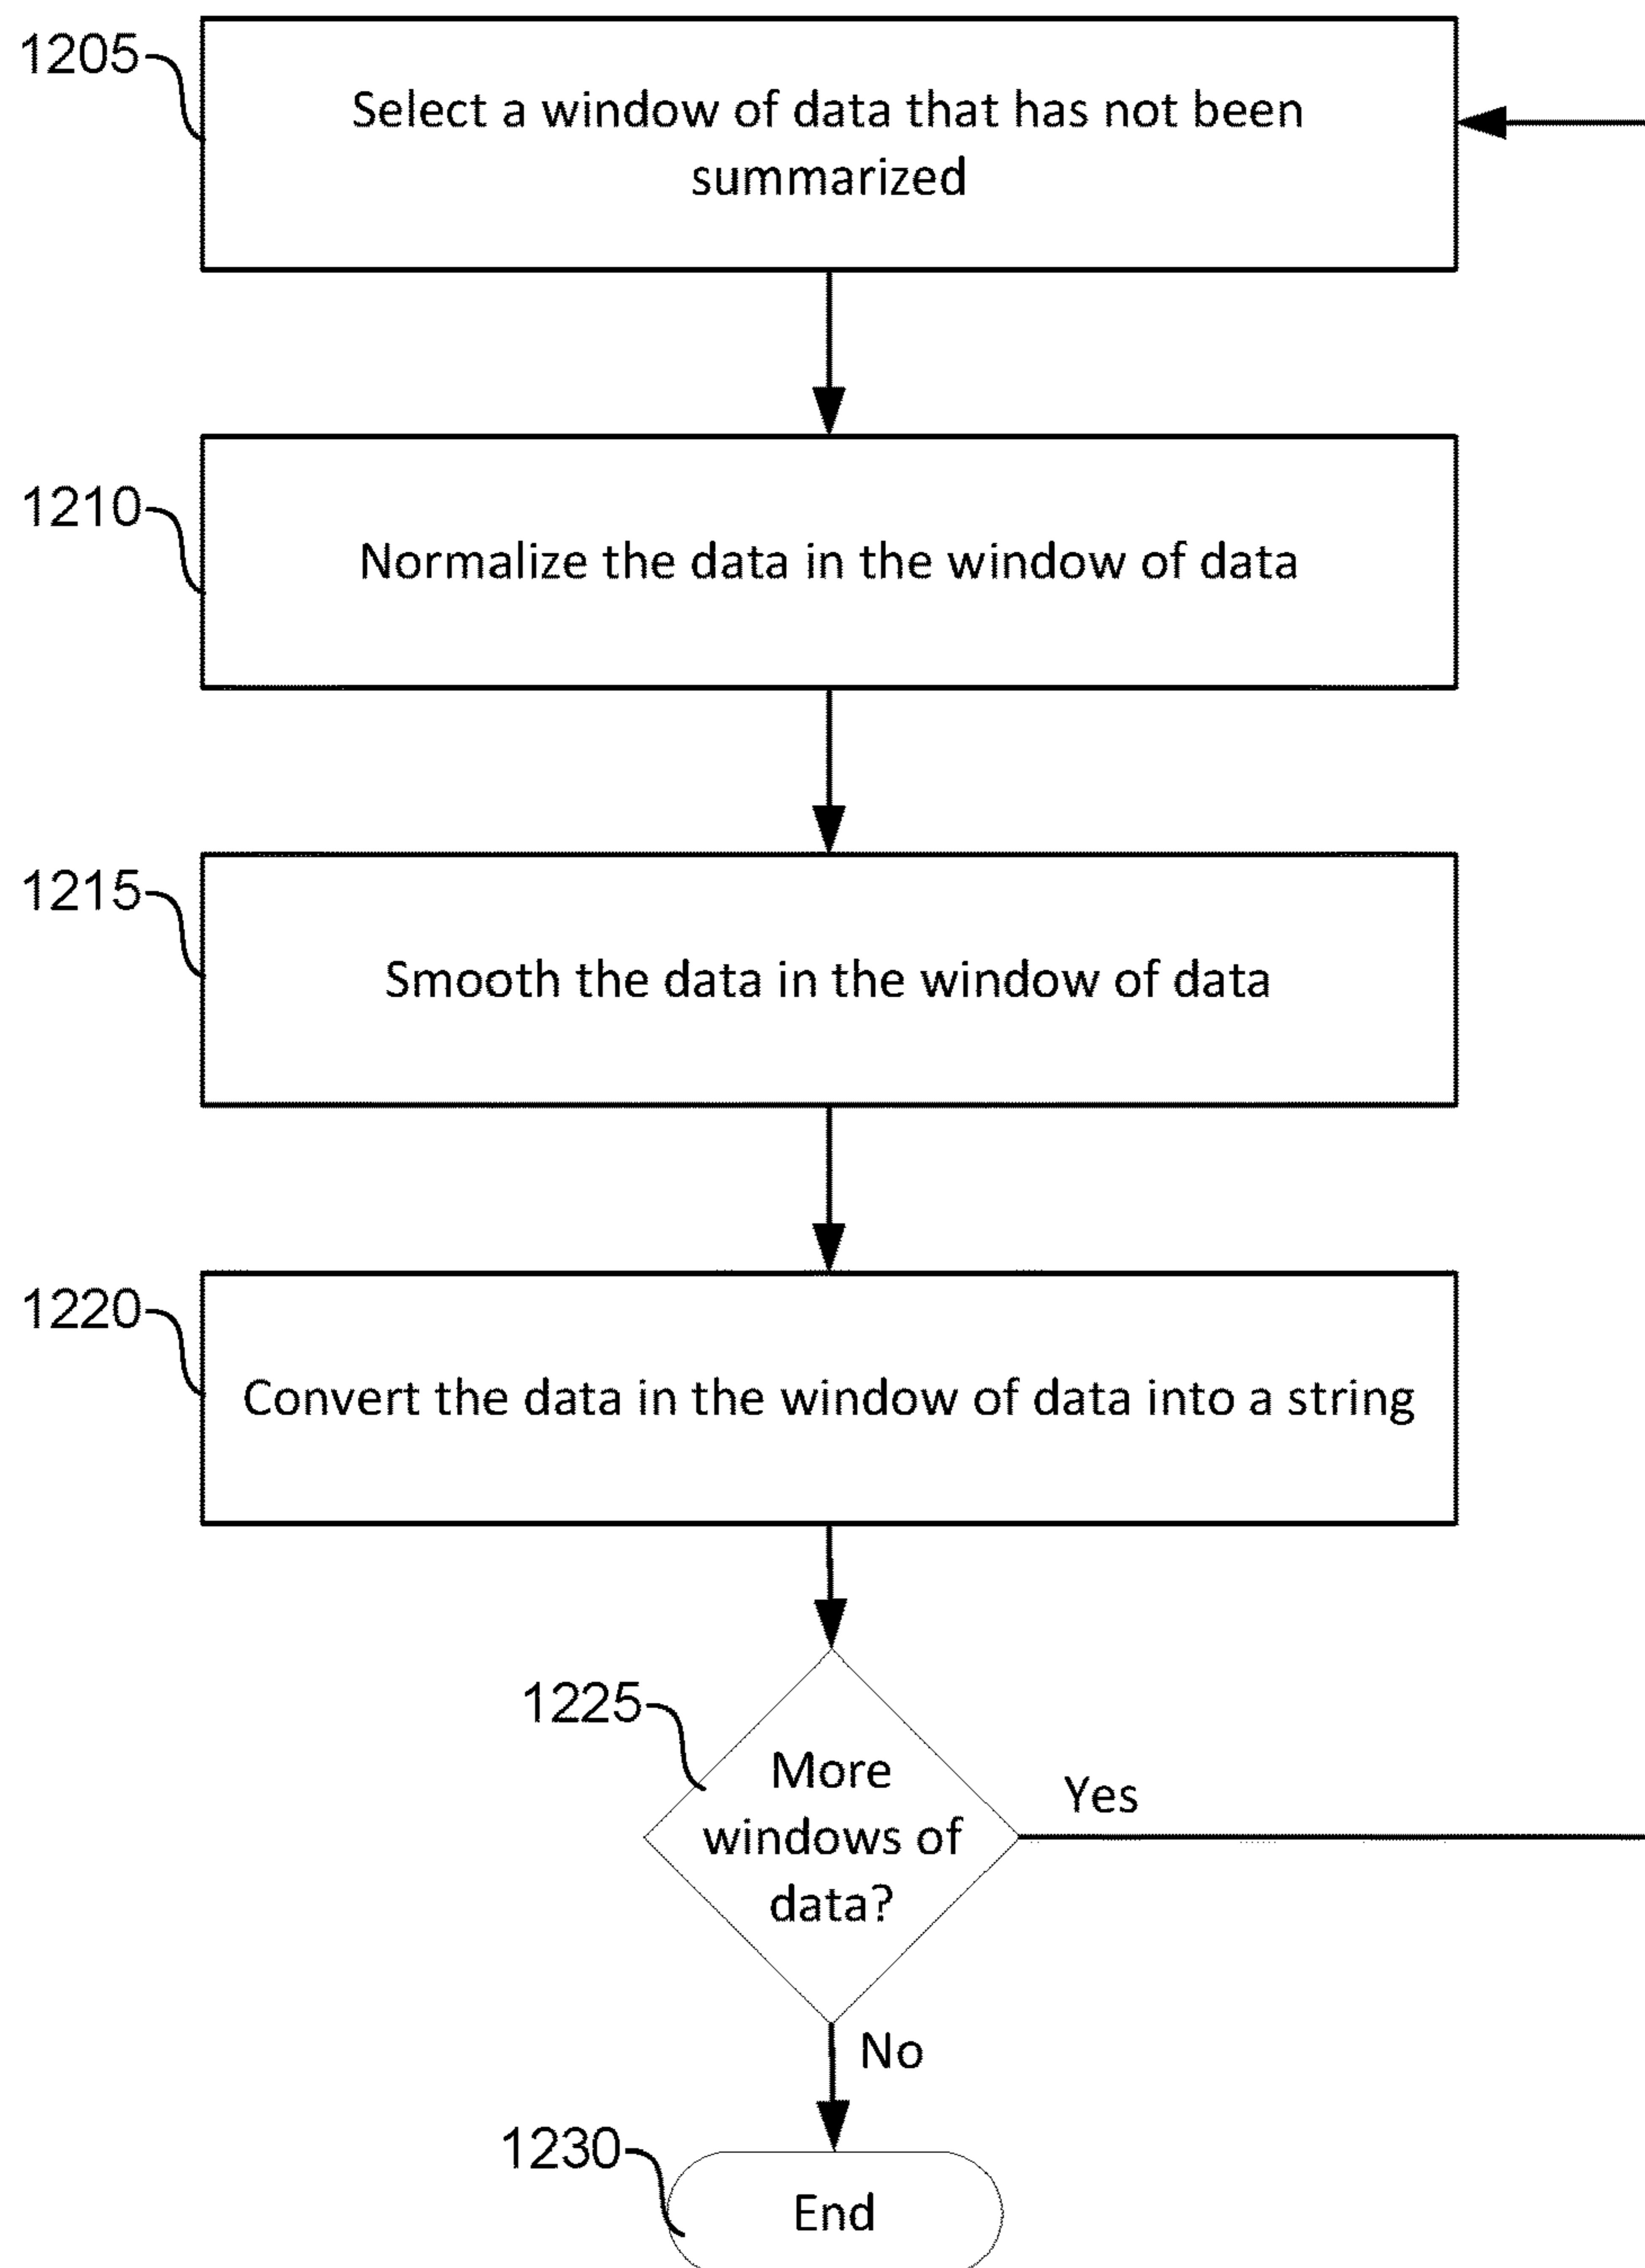 1205
Select a window of data that has not been
summarized
1210
Normalize the data in the window of data
1215
Smooth the data in the window of data
1220
Convert the data in the window of data into a string
1225
More
windows of
data?
Yes
No
1230
End